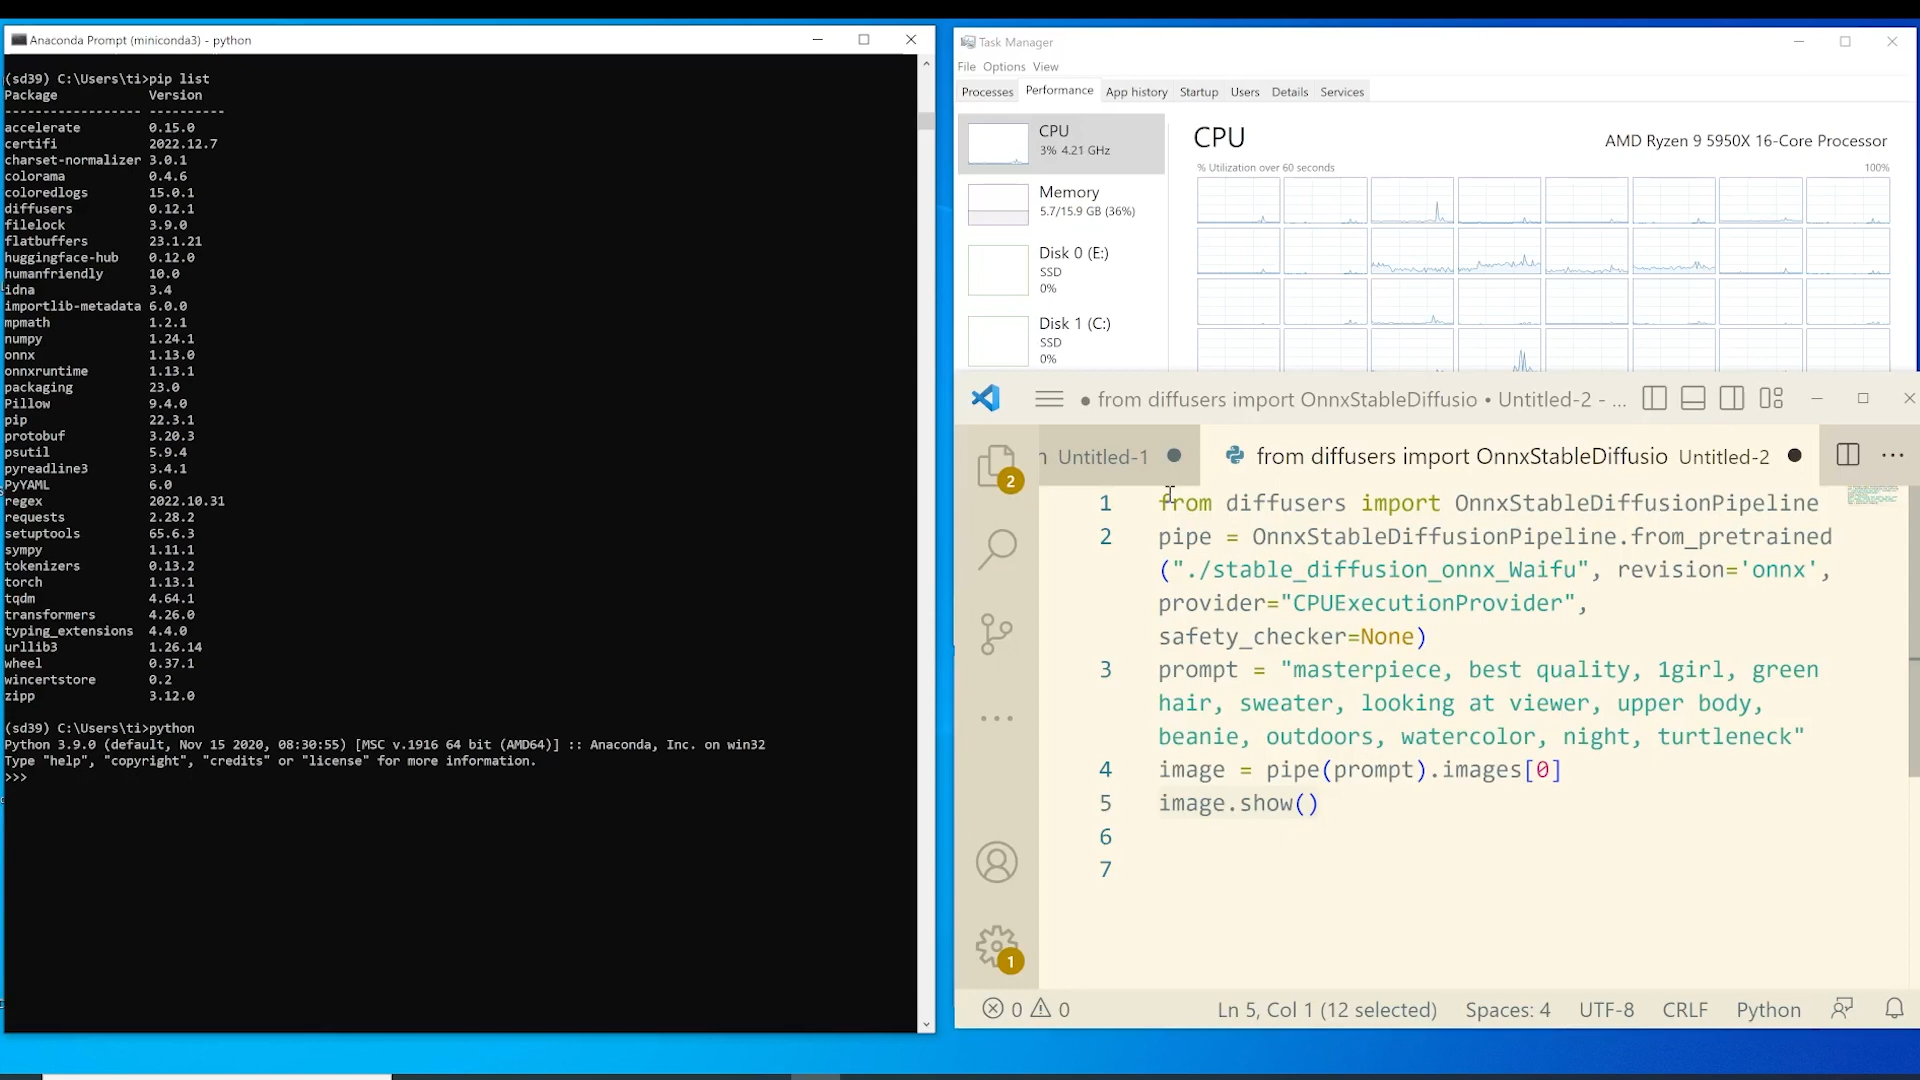 Anaconda Prompt (miniconda3) - python
(sd39) C:\Users\ti>pip list
Package Version
------------------- ----------
accelerate 0.15.0
certifi 2022.12.7
charset-normalizer 3.0.1
colorama 0.4.6
coloredlogs 15.0.1
diffusers 0.12.1
filelock 3.9.0
flatbuffers 23.1.21
huggingface-hub 0.12.0
humanfriendly 10.0
idna 3.4
importlib-metadata 6.0.0
mpmath 1.2.1
numpy 1.24.1
onnx 1.13.0
onnxruntime 1.13.1
packaging 23.0
Pillow 9.4.0
pip 22.3.1
protobuf 3.20.3
psutil 5.9.4
pyreadline3 3.4.1
PyYAML 6.0
regex 2022.10.31
requests 2.28.2
setuptools 65.6.3
sympy 1.11.1
tokenizers 0.13.2
torch 1.13.1
tqdm 4.64.1
transformers 4.26.0
typing_extensions 4.4.0
urllib3 1.26.14
wheel 0.37.1
wincertstore 0.2
zipp 3.12.0
(sd39) C:\Users\ti>python
Python 3.9.0 (default, Nov 15 2020, 08:30:55) [MSC v.1916 64 bit (AMD64)] :: Anaconda, Inc. on win32
Type "help", "copyright", "credits" or "license" for more information.
>>>
Task Manager
File Options View
Processes Performance App history Startup Users Details Services
CPU
3% 4.21 GHz
Memory
5.7/15.9 GB (36%)
Disk 0 (E:)
SSD
0%
Disk 1 (C:)
SSD
0%
CPU AMD Ryzen 9 5950X 16-Core Processor
% Utilization over 60 seconds 100%
● from diffusers import OnnxStableDiffusio • Untitled-2 - ...
Untitled-1 ● from diffusers import OnnxStableDiffusio Untitled-2 ●
2
1 from diffusers import OnnxStableDiffusionPipeline
2 pipe = OnnxStableDiffusionPipeline.from_pretrained
("./stable_diffusion_onnx_Waifu", revision='onnx',
provider="CPUExecutionProvider",
safety_checker=None)
3 prompt = "masterpiece, best quality, 1girl, green
hair, sweater, looking at viewer, upper body,
beanie, outdoors, watercolor, night, turtleneck"
4 image = pipe(prompt).images[0]
5 image.show()
6
7
1
0 0 Ln 5, Col 1 (12 selected) Spaces: 4 UTF-8 CRLF Python